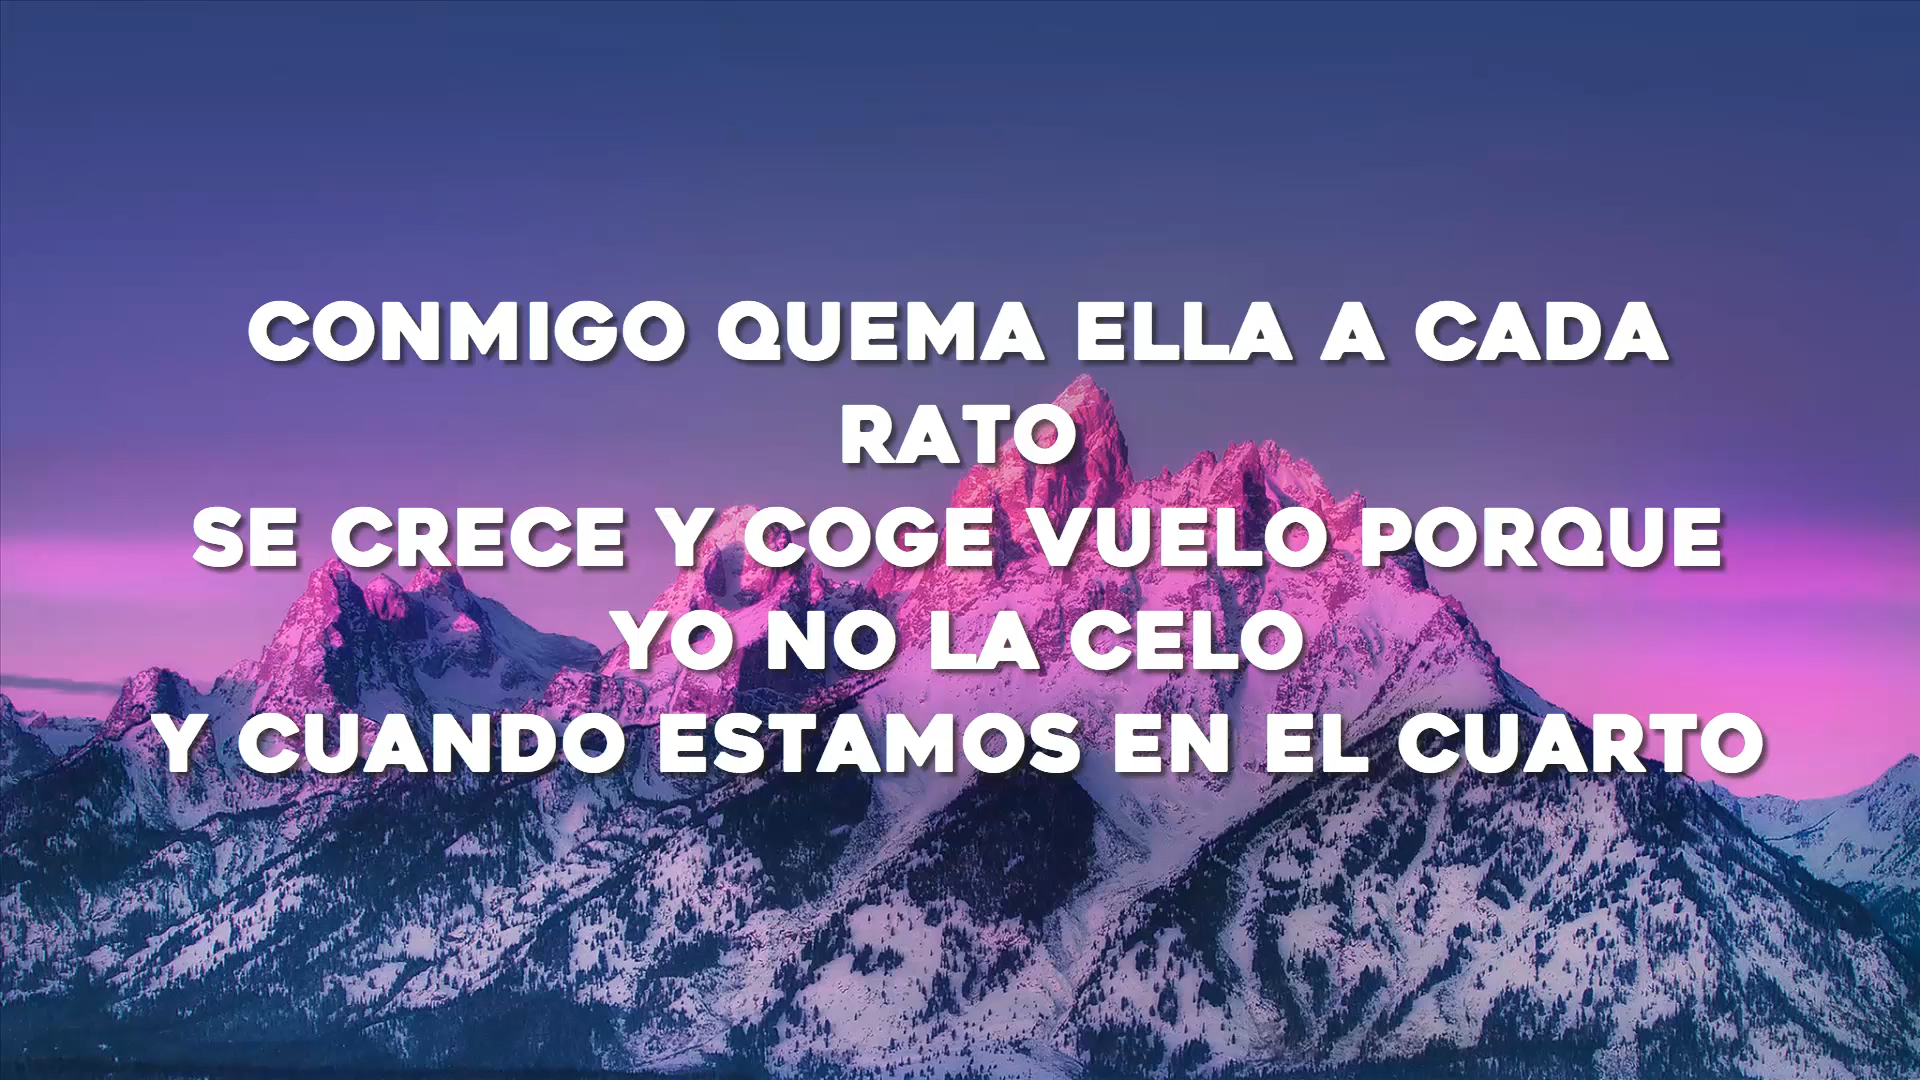 CONMIGO QUEMA ELLA A CADA
RATO
SE CRECE Y COGE VUELO PORQUE
YO NO LA CELO
Y CUANDO ESTAMOS EN EL CUARTO